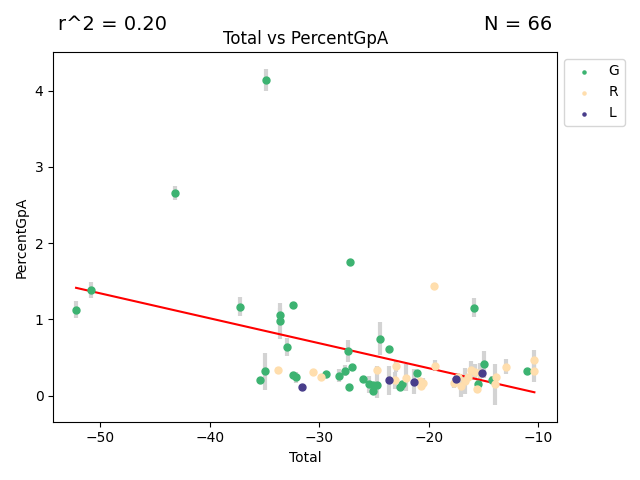 r^2 = 0.20
N = 66
Total vs PercentGpA
G
R
L
PercentGpA
4
3
2
1
0
−50
−40
−30
−20
−10
Total